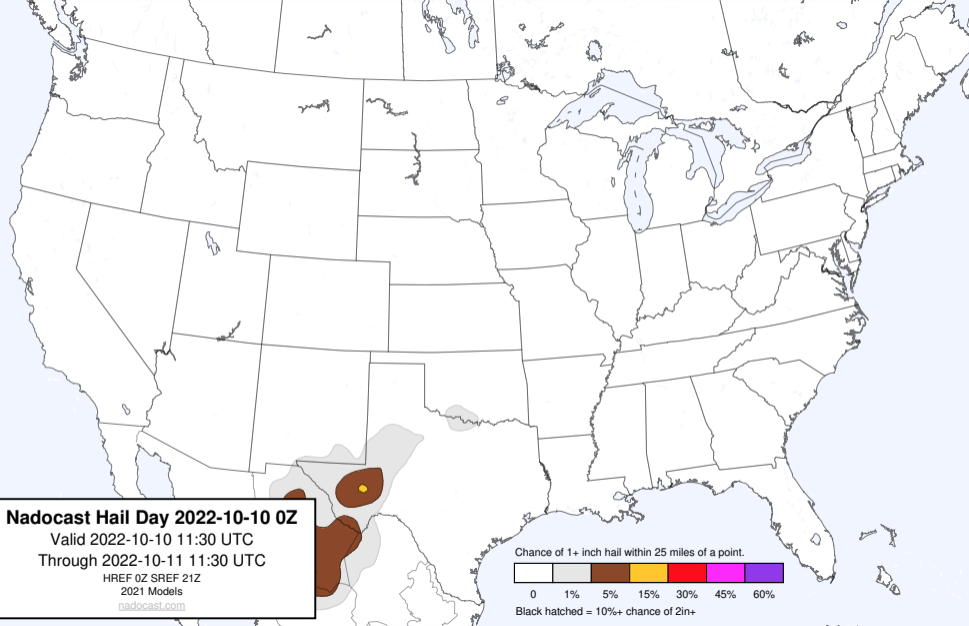 Nadocast Hail Day 2022-10-10 0Z
Valid 2022-10-10 11:30 UTC
Through 2022-10-11 11:30 UTC
HREF 0Z SREF 21Z
2021 Models
nadocast.com
Chance of 1+ inch hail within 25 miles of a point.
0 1% 5% 15% 30% 45% 60%
Black hatched = 10%+ chance of 2in+